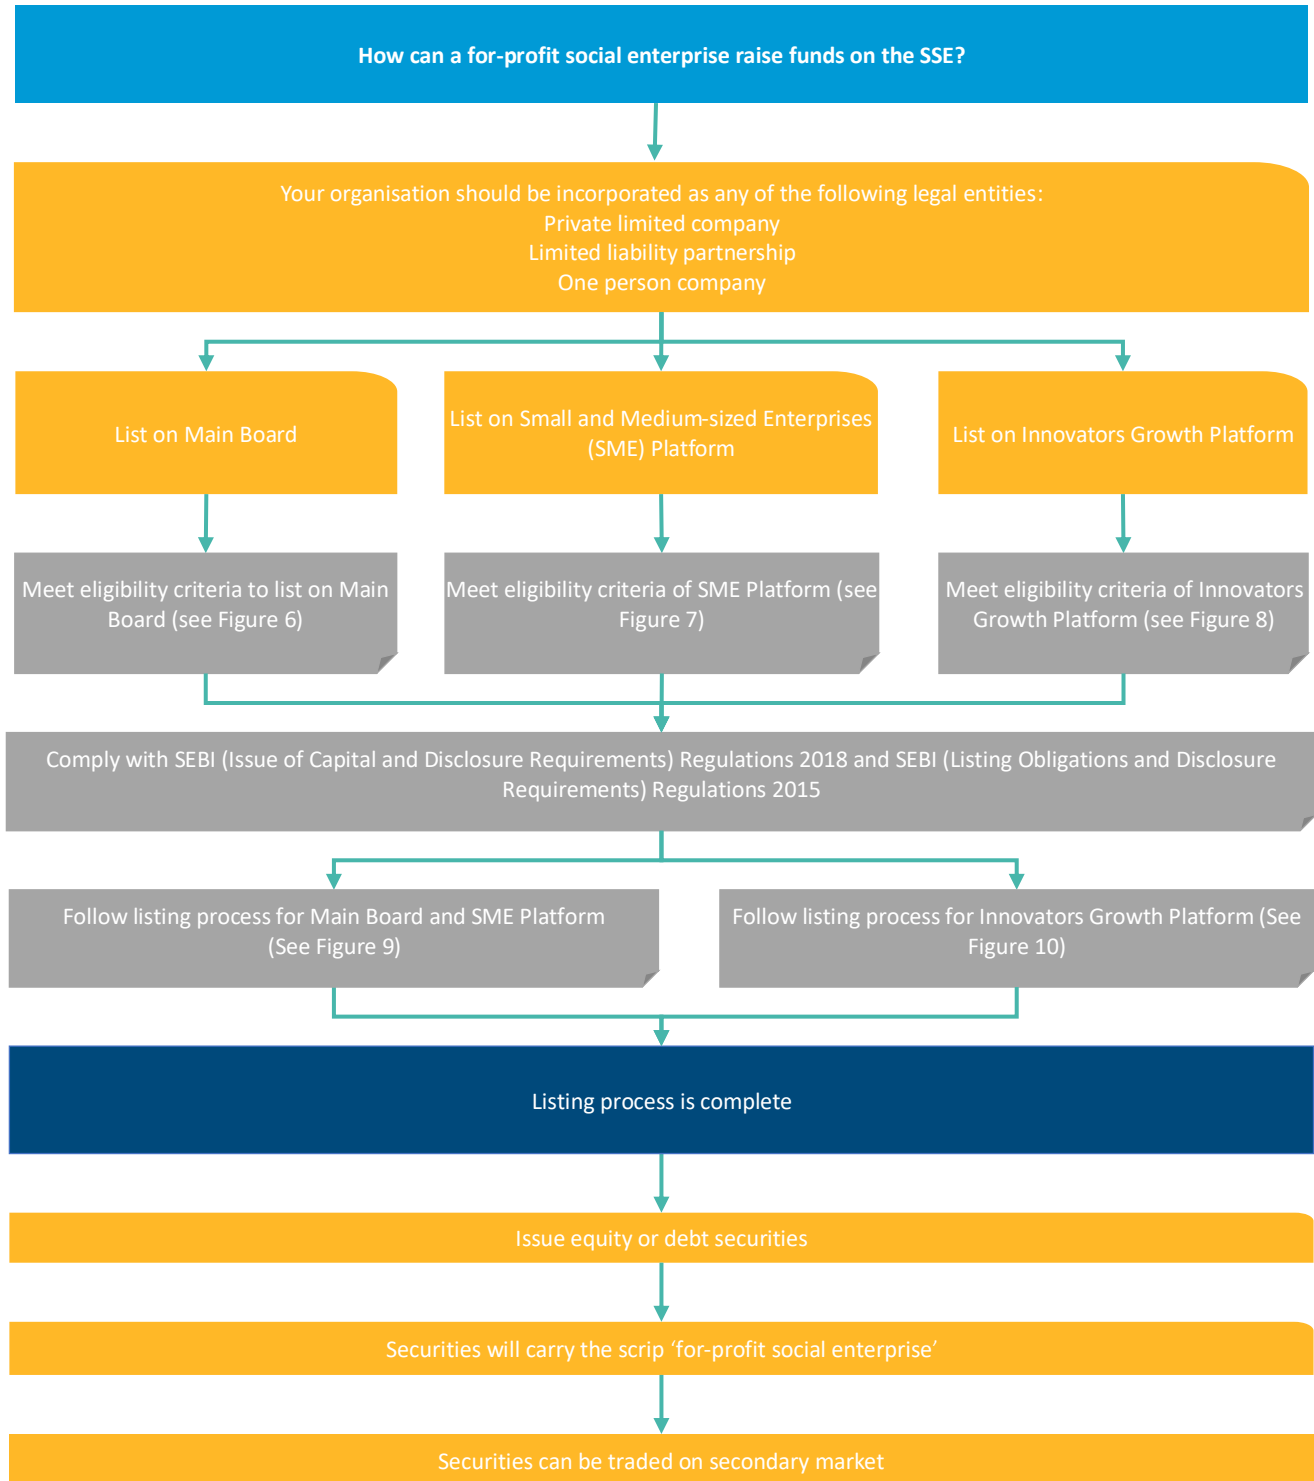 How can a for-profit social enterprise raise funds on the SSE?
Your organisation should be incorporated as any of the following legal entities:
Private limited company
Limited liability partnership
One person company
List on Main Board
List on Small and Medium-sized Enterprises
(SME) Platform
List on Innovators Growth Platform
Meet eligibility criteria to list on Main
Board (see Figure 6)
Meet eligibility criteria of SME Platform (see
Figure 7)
Meet eligibility criteria of Innovators
Growth Platform (see Figure 8)
Comply with SEBI (Issue of Capital and Disclosure Requirements) Regulations 2018 and SEBI (Listing Obligations and Disclosure
Requirements) Regulations 2015
Follow listing process for Main Board and SME Platform
(See Figure 9)
Follow listing process for Innovators Growth Platform (See
Figure 10)
Listing process is complete
Issue equity or debt securities
Securities will carry the scrip ‘for-profit social enterprise’
Securities can be traded on secondary market